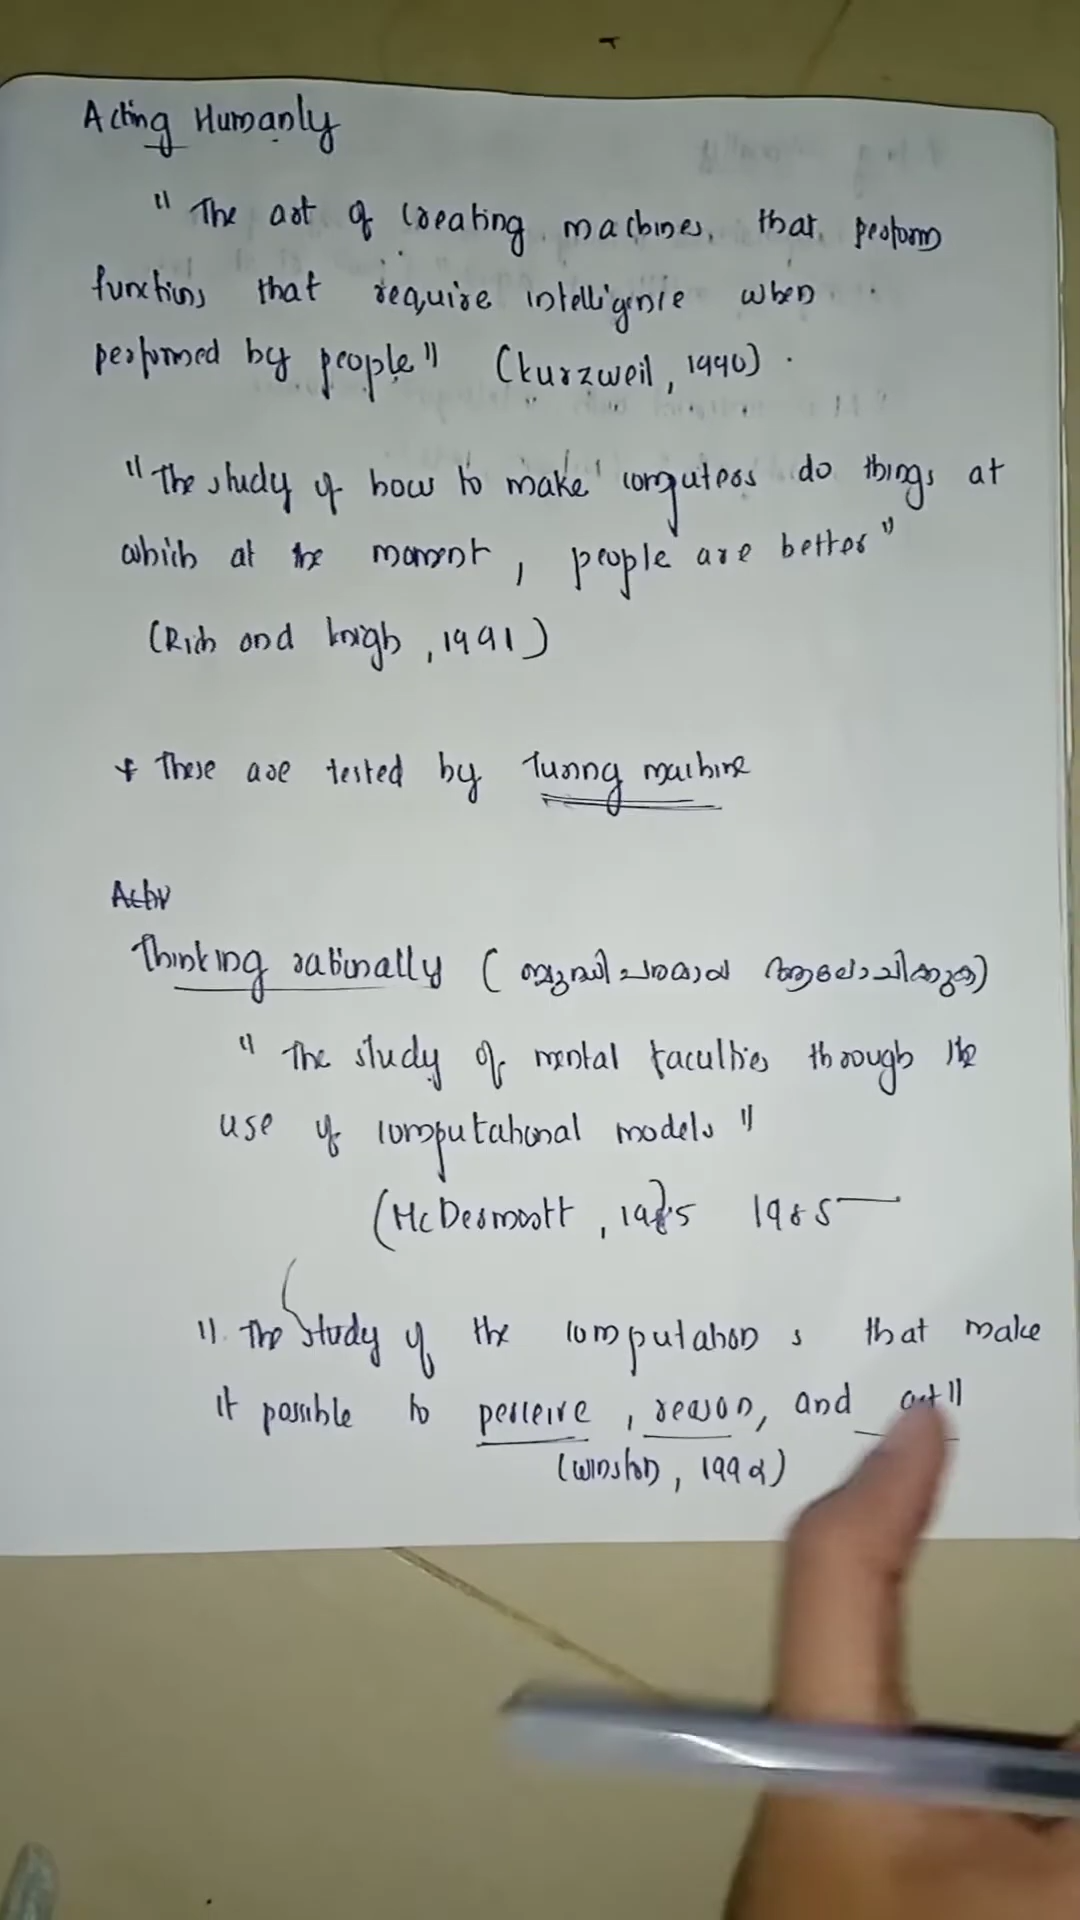 Acting Humanly
"The art of creating machines, that perform
functions that require intelligence when
performed by people" (Kurzweil, 1990).
"The study of how to make computers do things at
which at the moment, people are better"
(Rich and knigh, 1991)
* These are tested by Turing machine
Activ
Thinking rationally (ബുദ്ധിപരമായ ആലോചിക്കുക)
"The study of mental faculties through the
use of computational models"
(McDermott, 1985 1985
"The study of the computations that make
it possible to perceive, reason, and act"
(Winston, 1992)